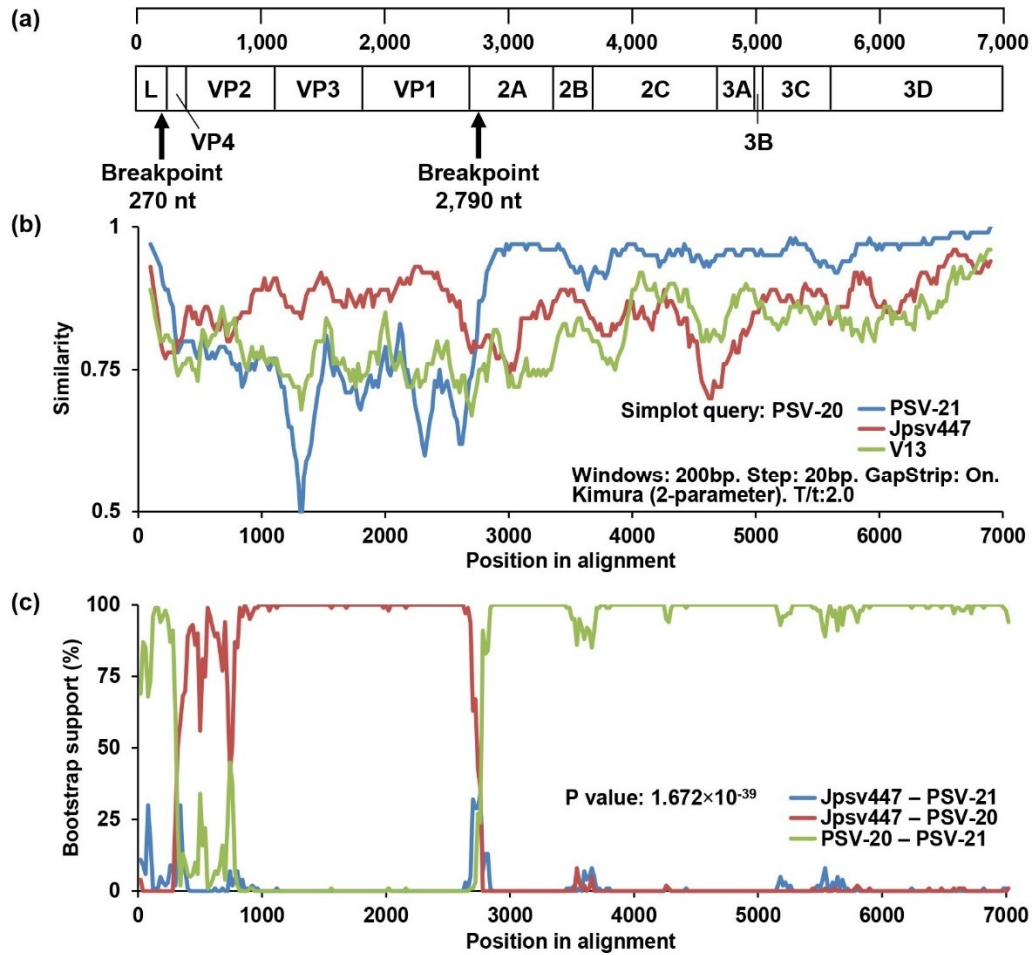 (a)
0 1,000 2,000 3,000 4,000 5,000 6,000 7,000
L VP2 VP3 VP1 2A 2B 2C 3A 3C 3D
VP4 3B
Breakpoint Breakpoint
270 nt 2,790 nt
(b)
1
0.75
0.5
Similarity
Simplot query: PSV-20
PSV-21
Jpsv447
V13
Windows: 200bp. Step: 20bp. GapStrip: On.
Kimura (2-parameter). T/t:2.0
0 1000 2000 3000 4000 5000 6000 7000
Position in alignment
(c)
100
75
50
25
0
Bootstrap support (%)
P value: 1.672×10-39
Jpsv447 – PSV-21
Jpsv447 – PSV-20
PSV-20 – PSV-21
0 1000 2000 3000 4000 5000 6000 7000
Position in alignment